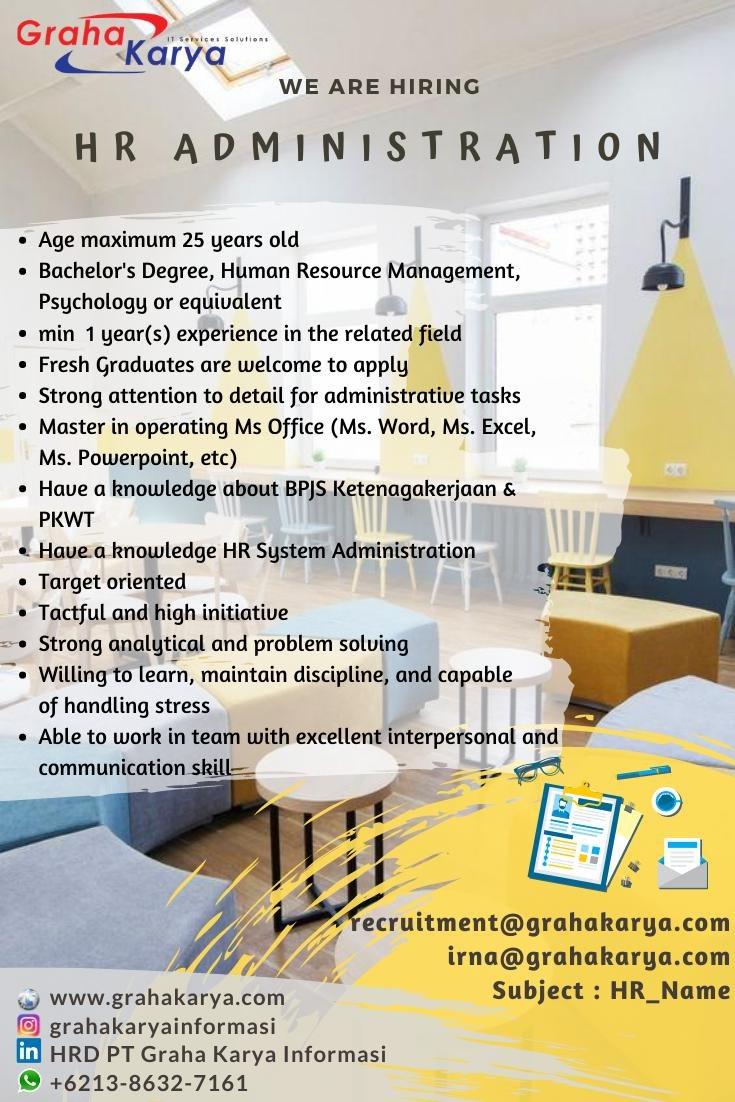 Graha
IT Services Solutions
Karya
WE ARE HIRING
HR ADMINISTRATION
• Age maximum 25 years old
• Bachelor's Degree, Human Resource Management,
Psychology or equivalent
• min 1 year(s) experience in the related field
• Fresh Graduates are welcome to apply
• Strong attention to detail for administrative tasks
• Master in operating Ms Office (Ms. Word, Ms. Excel,
Ms. Powerpoint, etc)
• Have a knowledge about BPJS Ketenagakerjaan &
PKWT
• Have a knowledge HR System Administration
• Target oriented
• Tactful and high initiative
• Strong analytical and problem solving
• Willing to learn, maintain discipline, and capable
of handling stress
• Able to work in team with excellent interpersonal and
communication skill
recruitment@grahakarya.com
irna@grahakarya.com
Subject : HR_Name
www.grahakarya.com
grahakaryainformasi
HRD PT Graha Karya Informasi
+6213-8632-7161